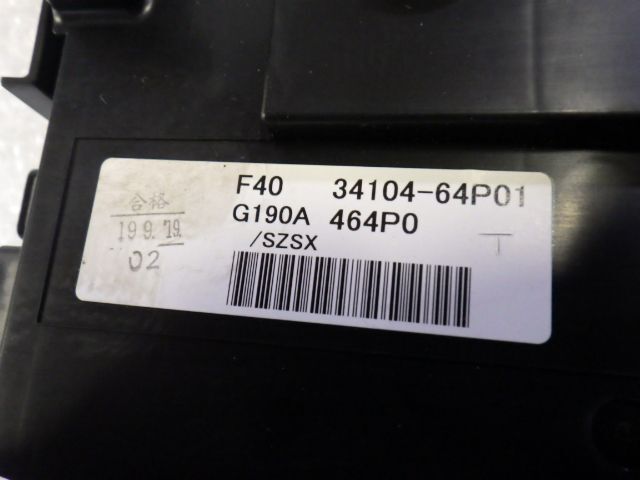 F40 34104-64P01
G190A 464P0
/SZSX
T
合格
19.9.19.
02